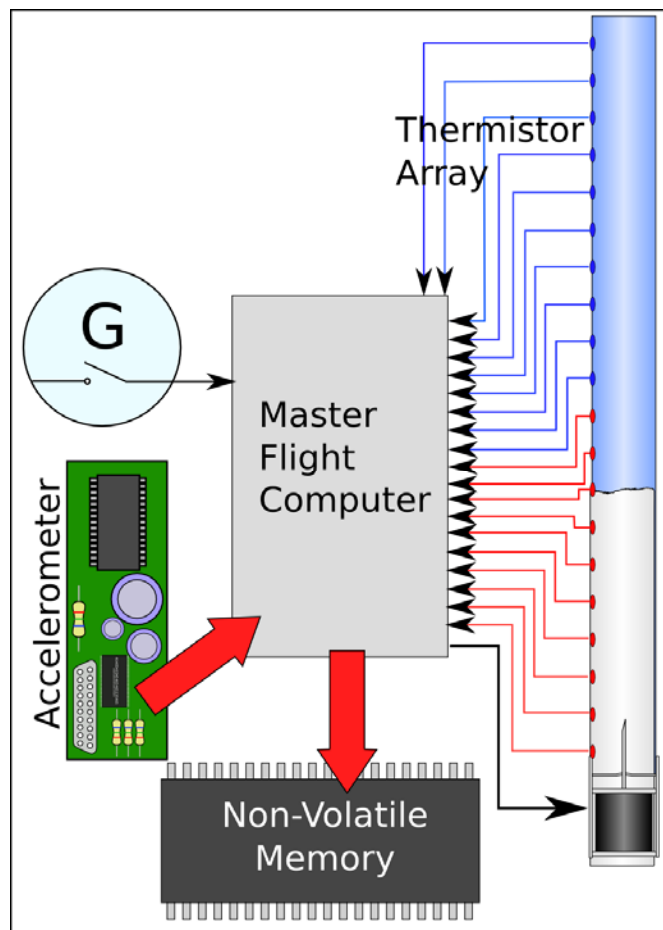 Thermistor
Array
G
Master
Flight
Computer
Accelerometer
Non-Volatile
Memory